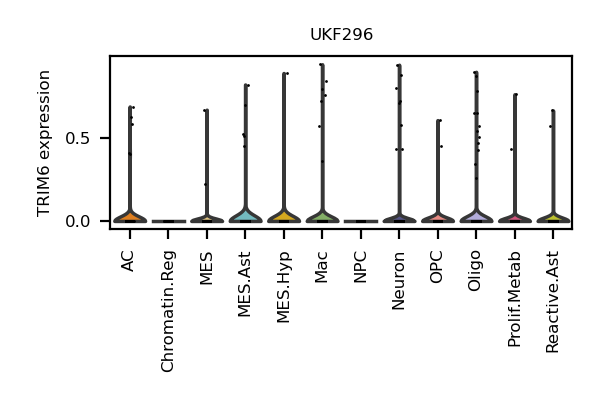 UKF296
TRIM6 expression
0.5
0.0
AC
Chromatin.Reg
MES
MES.Ast
MES.Hyp
Mac
NPC
Neuron
OPC
Oligo
Prolif.Metab
Reactive.Ast